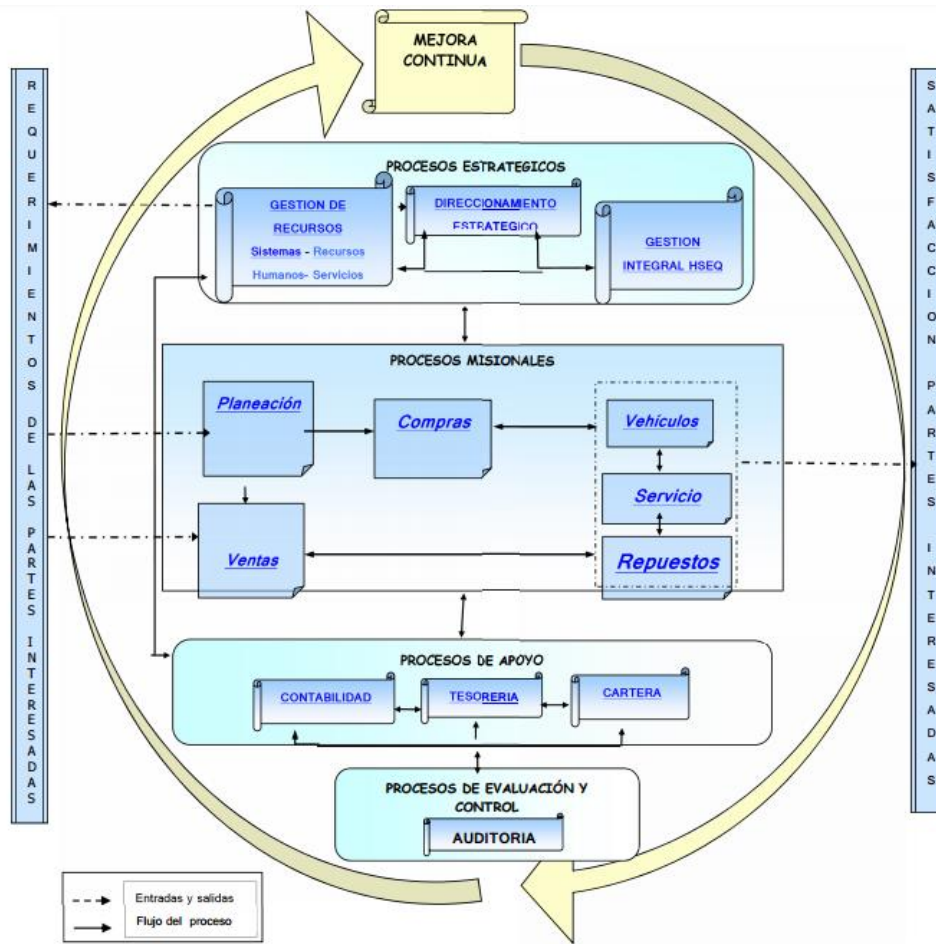 MEJORA
CONTINUA
REQUERIMIENTOS DE LAS PARTES INTERESADAS
SATISFACCION PARTES INTERESADAS
PROCESOS ESTRATEGICOS
GESTION DE
RECURSOS
Sistemas - Recursos
Humanos- Servicios
DIRECCIONAMIENTO
ESTRATEGICO
GESTION
INTEGRAL HSEQ
PROCESOS MISIONALES
Planeación
Compras
Vehículos
Servicio
Ventas
Repuestos
PROCESOS DE APOYO
CONTABILIDAD
TESORERIA
CARTERA
PROCESOS DE EVALUACIÓN Y
CONTROL
AUDITORIA
Entradas y salidas
Flujo del proceso